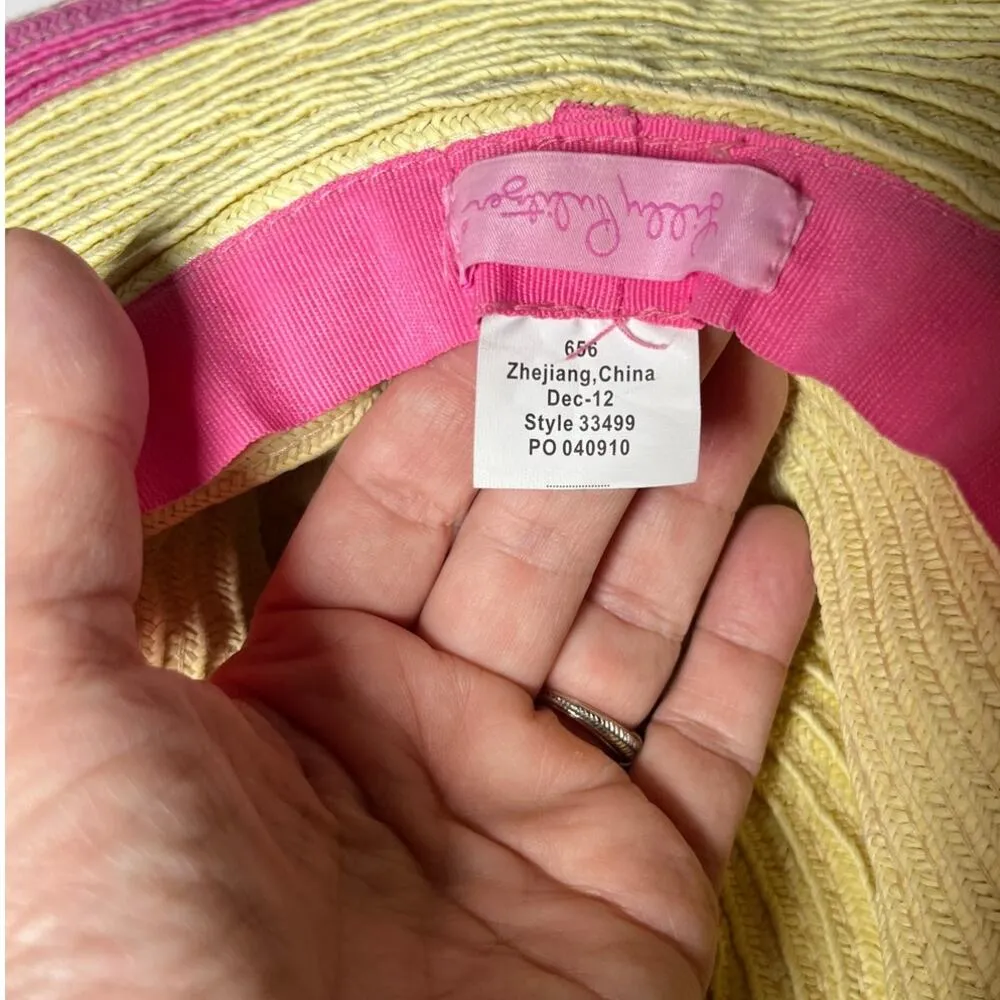 Lilly Pulitzer
656
Zhejiang,China
Dec-12
Style 33499
PO 040910